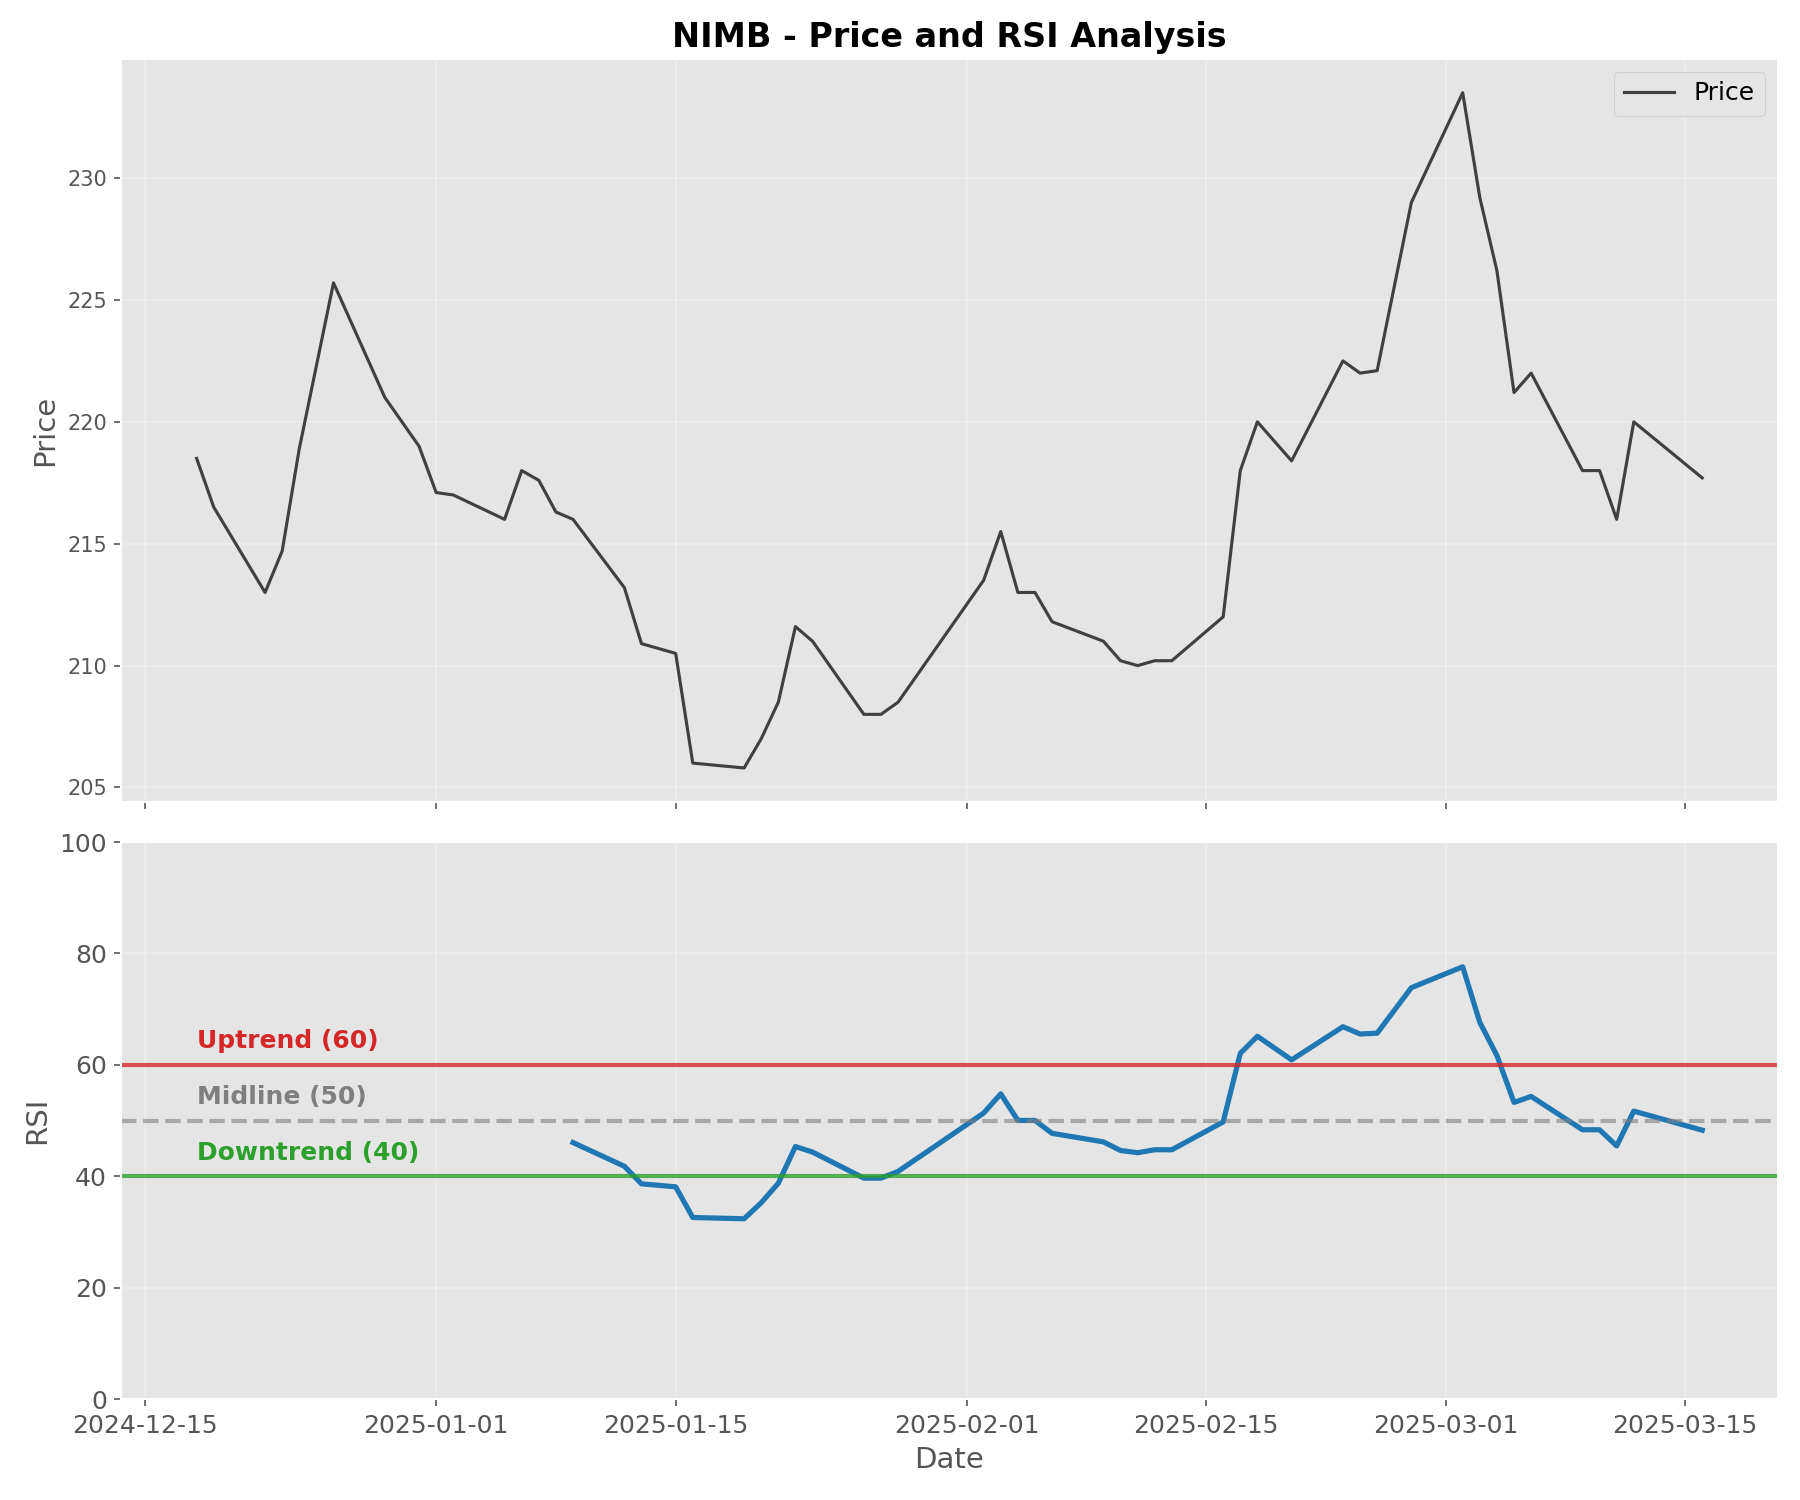 NIMB - Price and RSI Analysis
Price
230
225
220
215
210
205
Price
100
80
60
40
20
0
RSI
Uptrend (60)
Midline (50)
Downtrend (40)
2024-12-15 2025-01-01 2025-01-15 2025-02-01 2025-02-15 2025-03-01 2025-03-15
Date